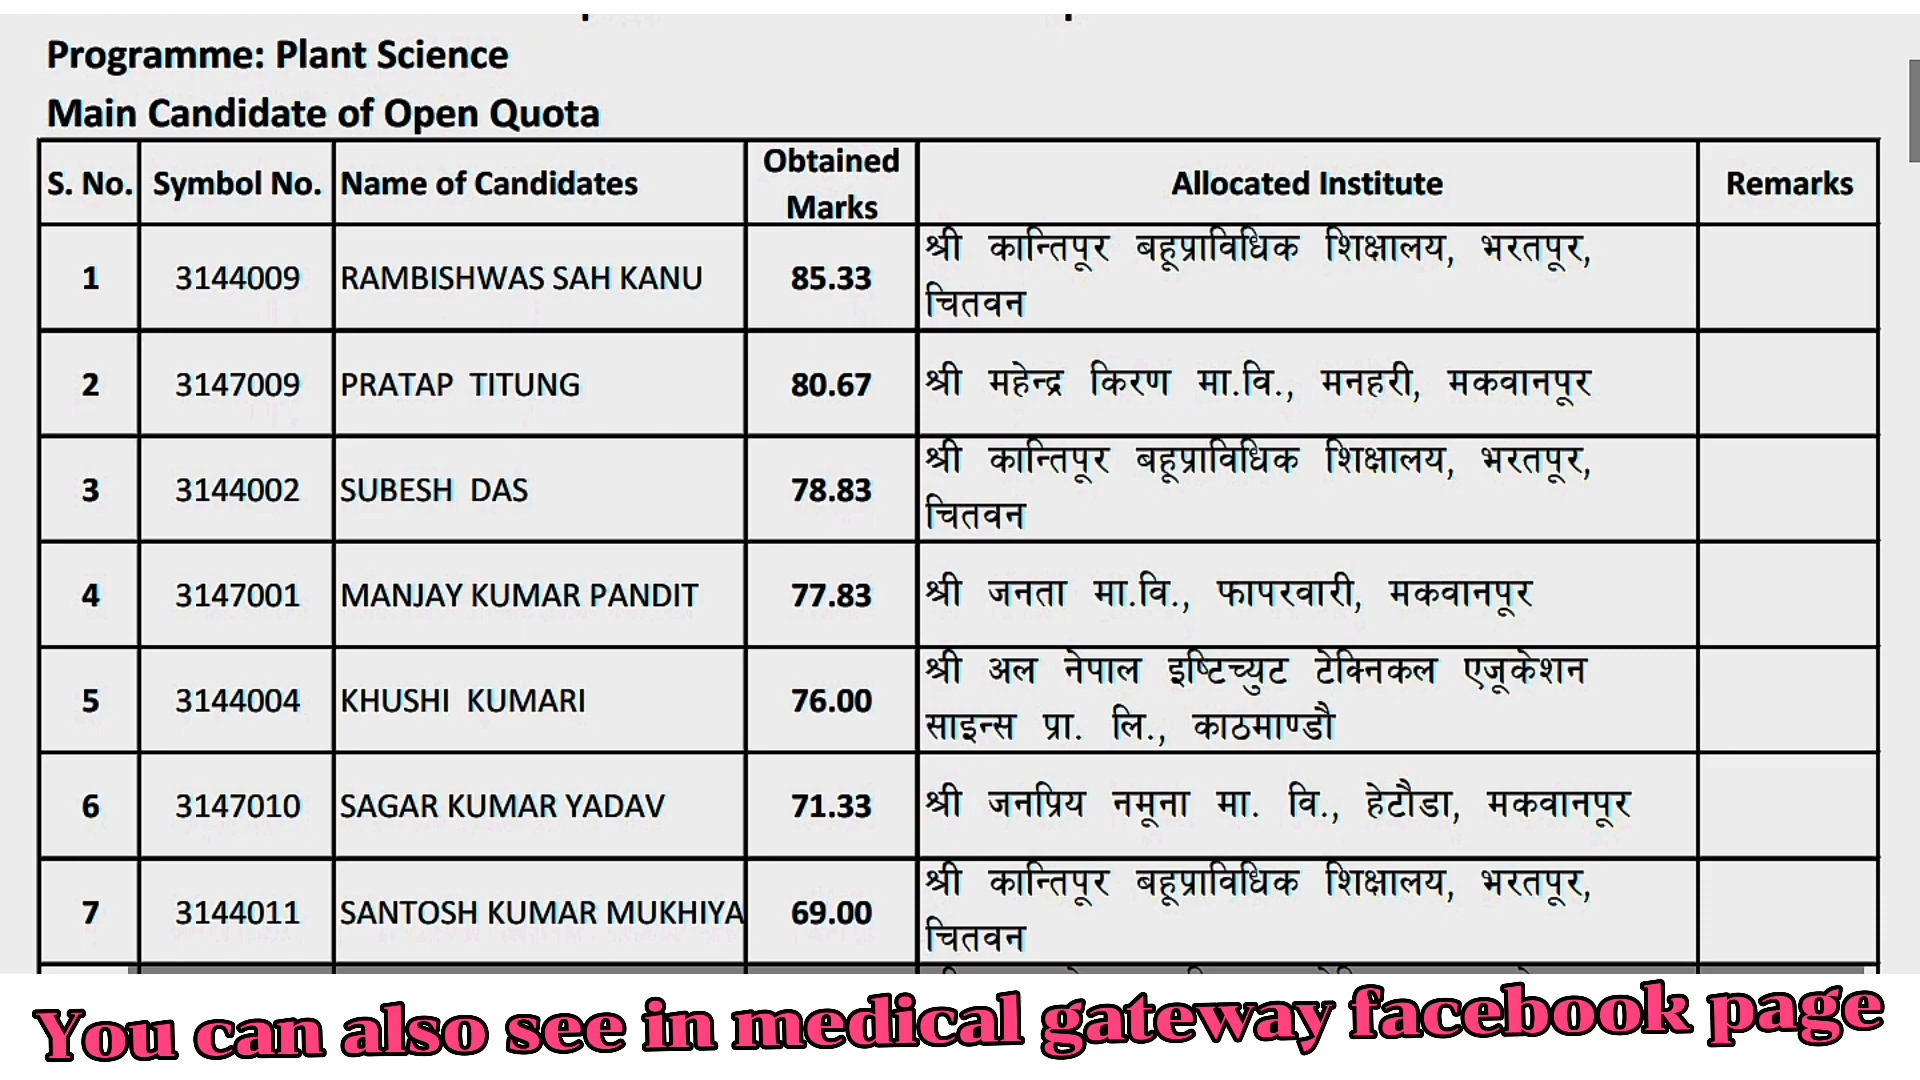 Programme: Plant Science
Main Candidate of Open Quota
S. No. Symbol No. Name of Candidates Obtained Marks Allocated Institute Remarks
1 3144009 RAMBISHWAS SAH KANU 85.33 श्री कान्तिपूर बहूप्राविधिक शिक्षालय, भरतपूर,
चितवन
2 3147009 PRATAP TITUNG 80.67 श्री महेन्द्र किरण मा.वि., मनहरी, मकवानपूर
3 3144002 SUBESH DAS 78.83 श्री कान्तिपूर बहूप्राविधिक शिक्षालय, भरतपूर,
चितवन
4 3147001 MANJAY KUMAR PANDIT 77.83 श्री जनता मा.वि., फापरवारी, मकवानपूर
5 3144004 KHUSHI KUMARI 76.00 श्री अल नेपाल इष्टिच्युट टेक्निकल एजूकेशन
साइन्स प्रा. लि., काठमाण्डौ
6 3147010 SAGAR KUMAR YADAV 71.33 श्री जनप्रिय नमूना मा. वि., हेटौडा, मकवानपूर
7 3144011 SANTOSH KUMAR MUKHIYA 69.00 श्री कान्तिपूर बहूप्राविधिक शिक्षालय, भरतपूर,
चितवन
You can also see in medical gateway facebook page